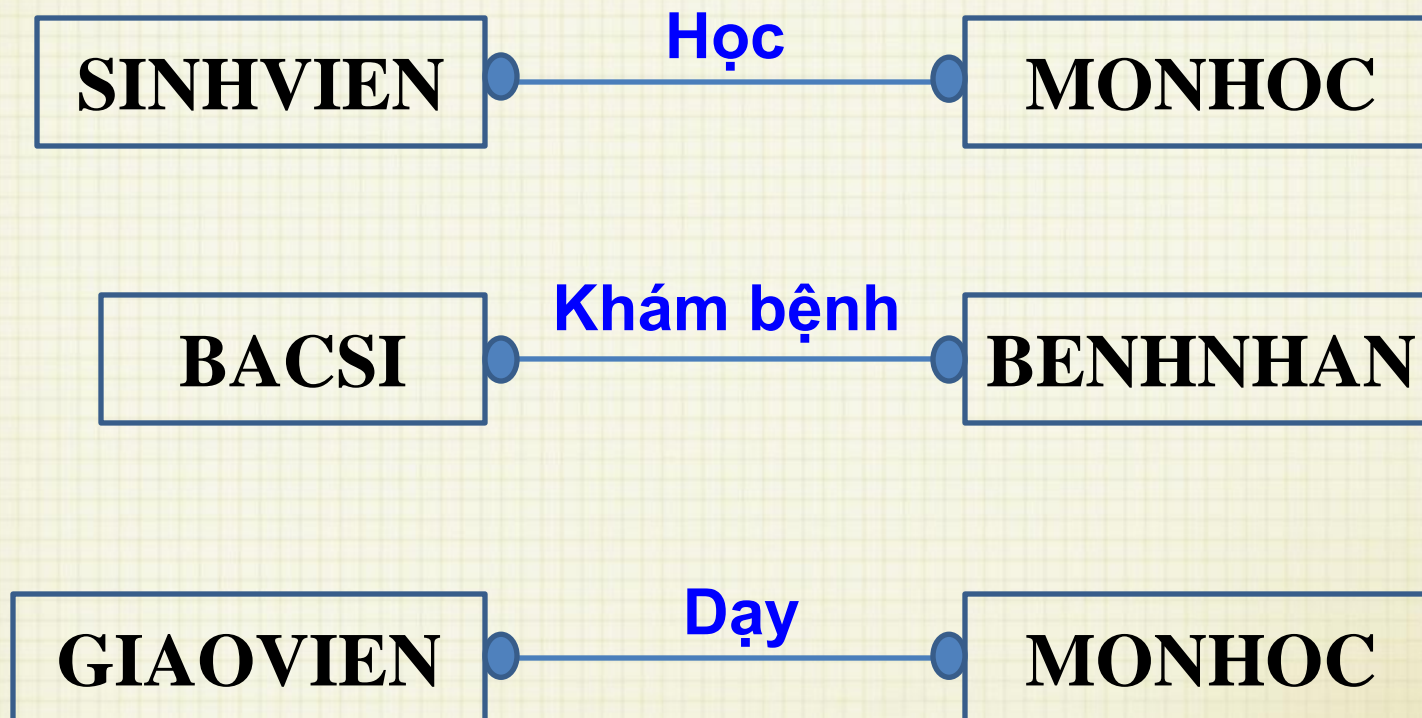 SINHVIEN Học MONHOC
BACSI Khám bệnh BENHNHAN
GIAOVIEN Dạy MONHOC